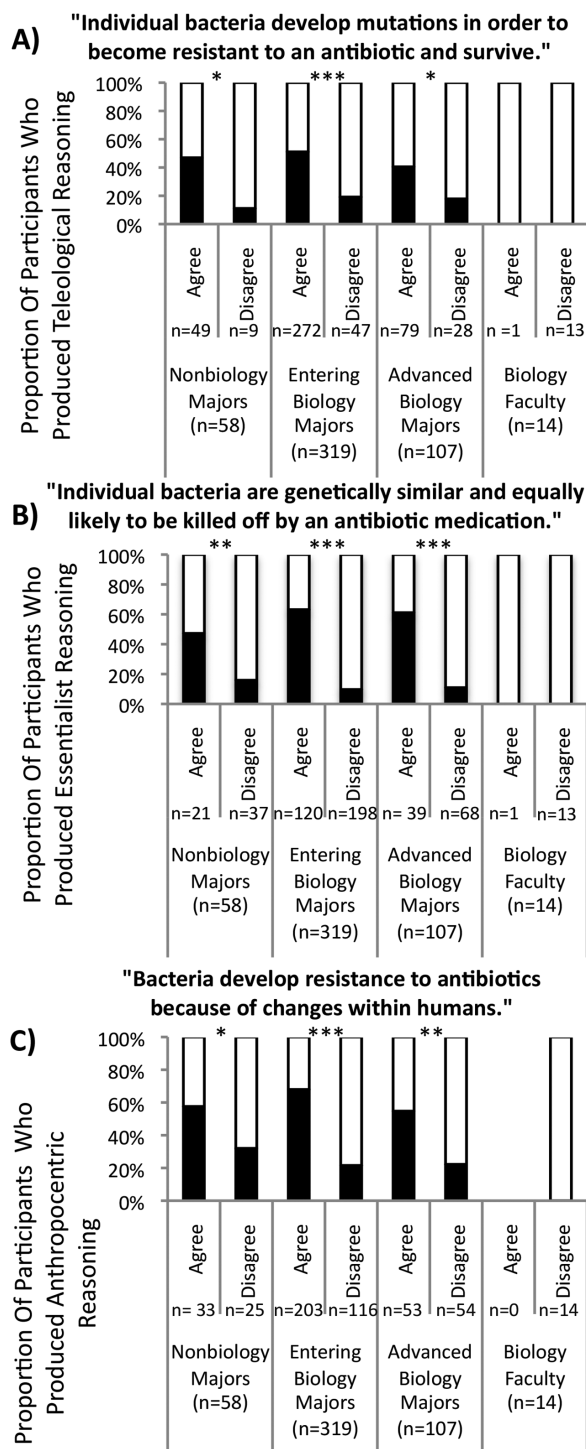 A)
"Individual bacteria develop mutations in order to
become resistant to an antibiotic and survive."
Proportion Of Participants Who
Produced Teleological Reasoning
* *** *
100%
80%
60%
40%
20%
0%
Agree Disagree Agree Disagree Agree Disagree Agree Disagree
n=49 n=9 n=272 n=47 n=79 n=28 n =1 n=13
Nonbiology Entering Advanced Biology
Majors Biology Biology Faculty
(n=58) Majors Majors (n=14)
(n=319) (n=107)
B)
"Individual bacteria are genetically similar and equally
likely to be killed off by an antibiotic medication."
Proportion Of Participants Who
Produced Essentialist Reasoning
** *** ***
100%
80%
60%
40%
20%
0%
Agree Disagree Agree Disagree Agree Disagree Agree Disagree
n=21 n=37 n=120 n=198 n= 39 n=68 n=1 n=13
Nonbiology Entering Advanced Biology
Majors Biology Biology Faculty
(n=58) Majors Majors (n=14)
(n=319) (n=107)
C)
"Bacteria develop resistance to antibiotics
because of changes within humans."
Proportion Of Participants Who
Produced Anthropocentric
Reasoning
* *** **
100%
80%
60%
40%
20%
0%
Agree Disagree Agree Disagree Agree Disagree Agree Disagree
n= 33 n=25 n=203 n=116 n=53 n=54 n=0 n=14
Nonbiology Entering Advanced Biology
Majors Biology Biology Faculty
(n=58) Majors Majors (n=14)
(n=319) (n=107)